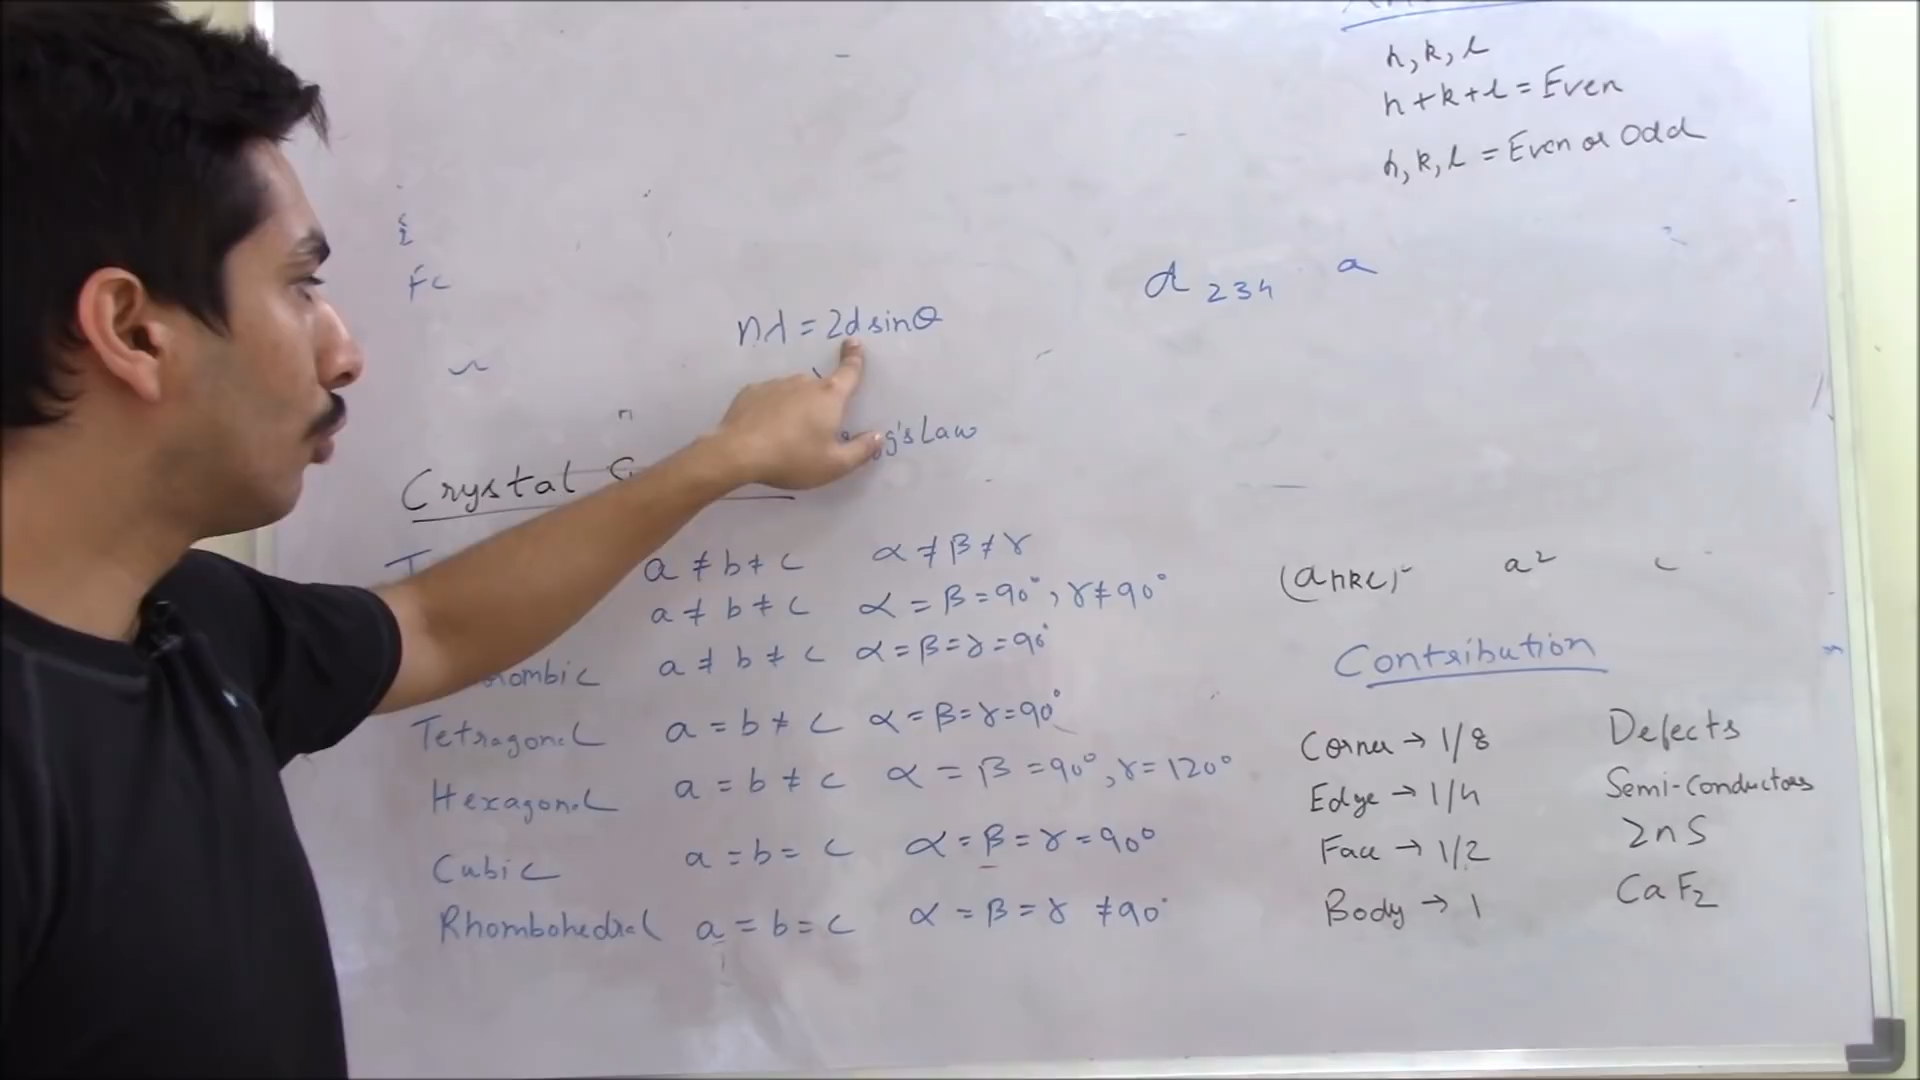 h, k, l
h + k + l = Even
h, k, l = Even or Odd
Fc
nλ = 2d sinθ
d 234 a
g's Law
Crystal
a ≠ b ≠ c α ≠ β ≠ γ
a ≠ b ≠ c α = β = 90°, γ ≠ 90°
ombic a ≠ b ≠ c α = β = γ = 90°
Tetragonal a = b ≠ c α = β = γ = 90°
Hexagonal a = b ≠ c α = β = 90°, γ = 120°
Cubic a = b = c α = β = γ = 90°
Rhombohedral a = b = c α = β = γ ≠ 90°
a² c
Contribution
Corner → 1/8 Defects
Edge → 1/4 Semi-conductors
Face → 1/2 ZnS
Body → 1 CaF₂